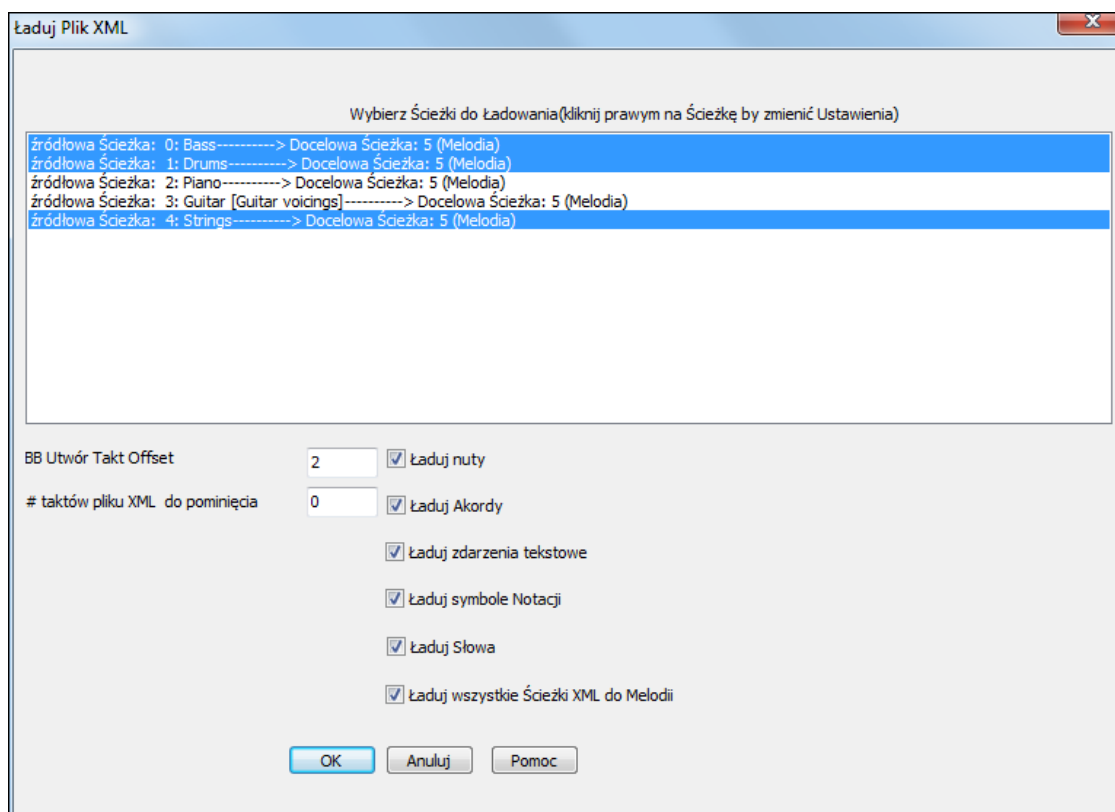 Ładuj Plik XML
Wybierz Ścieżki do Ładowania(kliknij prawym na Ścieżkę by zmienić Ustawienia)
źródłowa Ścieżka:  0: Bass----------> Docelowa Ścieżka: 5 (Melodia)
źródłowa Ścieżka:  1: Drums----------> Docelowa Ścieżka: 5 (Melodia)
źródłowa Ścieżka:  2: Piano----------> Docelowa Ścieżka: 5 (Melodia)
źródłowa Ścieżka:  3: Guitar [Guitar voicings]----------> Docelowa Ścieżka: 5 (Melodia)
źródłowa Ścieżka:  4: Strings----------> Docelowa Ścieżka: 5 (Melodia)
BB Utwór Takt Offset 2 Ładuj nuty
# taktów pliku XML  do pominięcia 0 Ładuj Akordy
Ładuj zdarzenia tekstowe
Ładuj symbole Notacji
Ładuj Słowa
Ładuj wszystkie Ścieżki XML do Melodii
OK Anuluj Pomoc